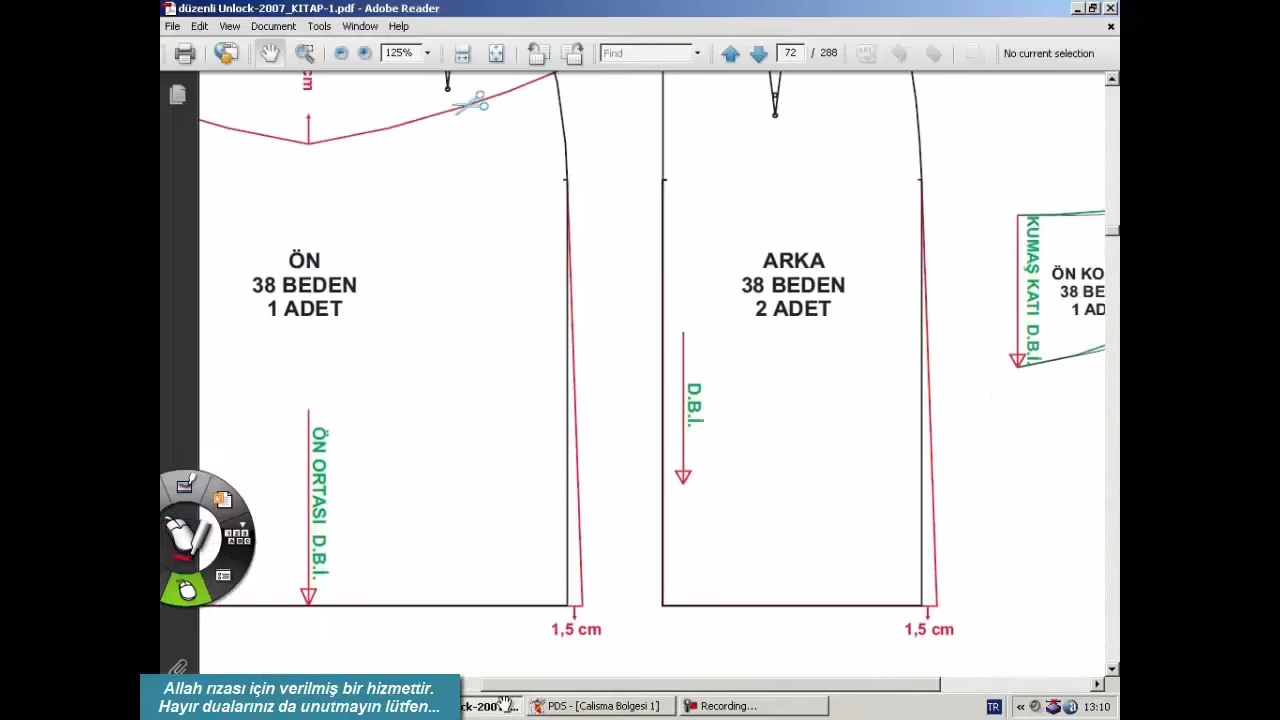 düzenli Unlock-2007_KITAP-1.pdf - Adobe Reader
File Edit View Document Tools Window Help
125% Find 72 / 288 No current selection
cm
ÖN
38 BEDEN
1 ADET
ARKA
38 BEDEN
2 ADET
KUMAŞ KATI D.B.İ.
ÖN KO
38 BE
1 AD
D.B.İ.
ÖN ORTASI D.B.İ.
1,5 cm
1,5 cm
Allah rızası için verilmiş bir hizmettir.
Hayır dualarınız da unutmayın lütfen...
PDS - [Calisma Bolgesi 1]
Recording...
TR
13:10